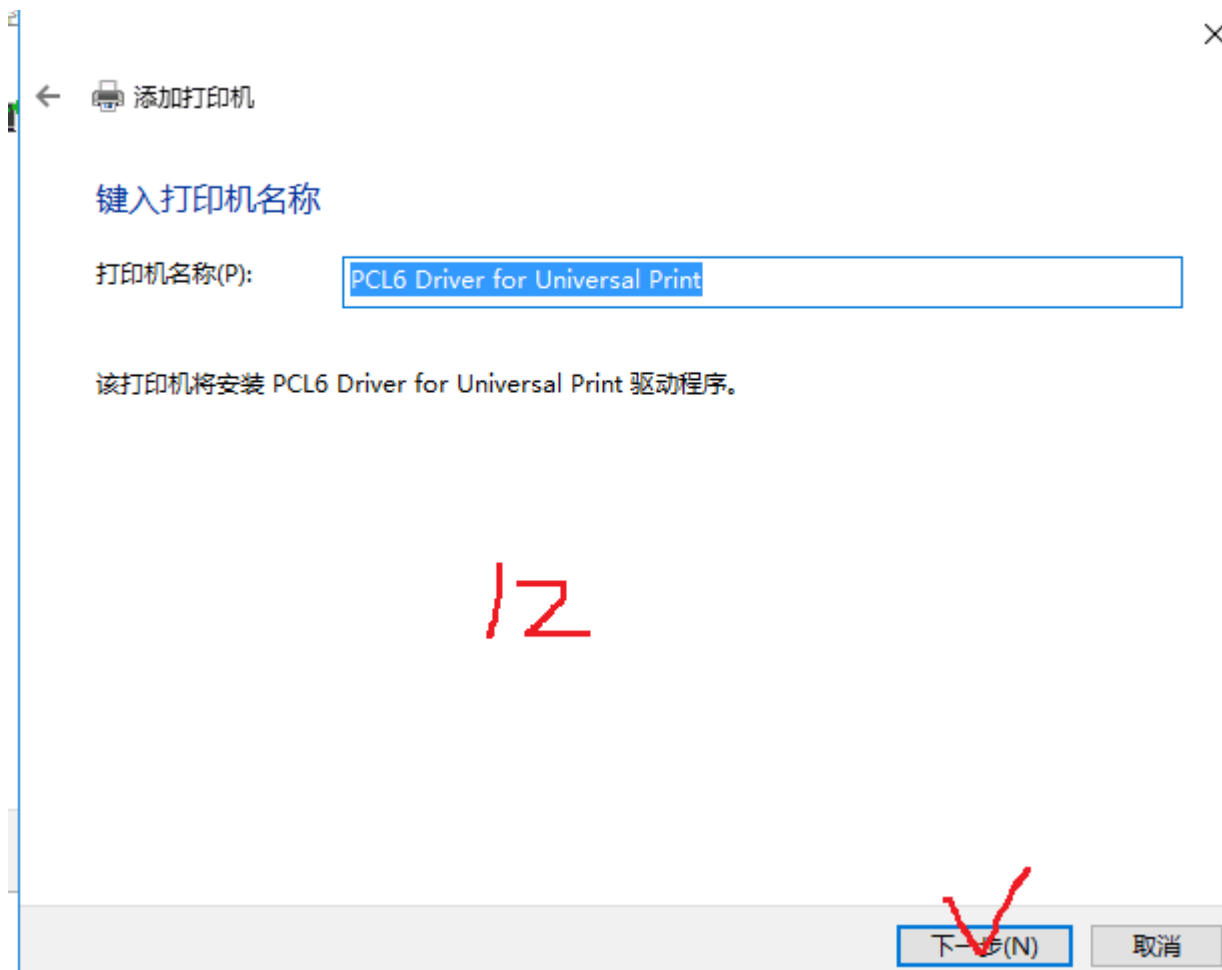 添加打印机
键入打印机名称
打印机名称(P):
PCL6 Driver for Universal Print
该打印机将安装 PCL6 Driver for Universal Print 驱动程序。
12
下一步(N)
取消